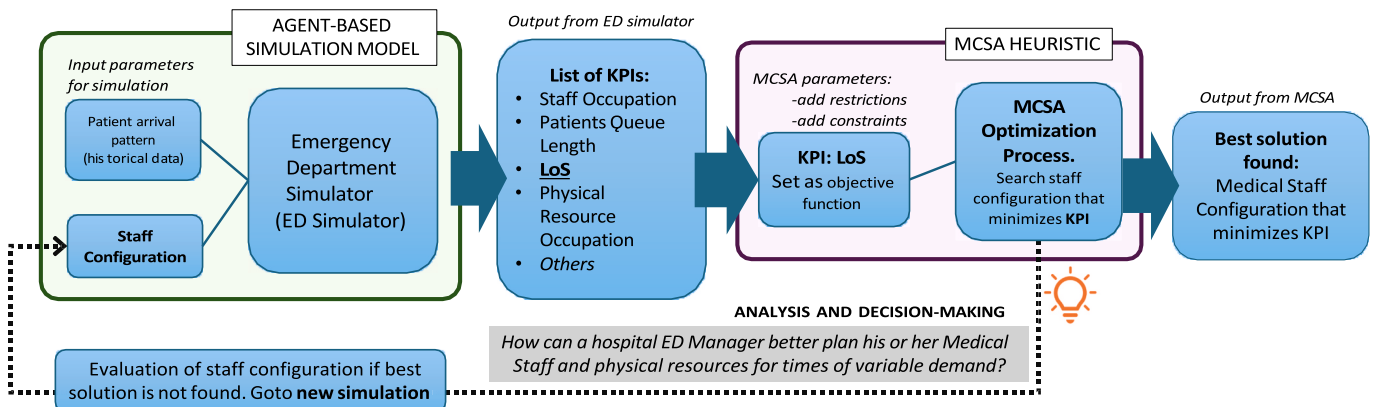 AGENT-BASED
SIMULATION MODEL
Input parameters
for simulation
Patient arrival
pattern
(his torical data)
Staff
Configuration
Emergency
Department
Simulator
(ED Simulator)
Output from ED simulator
List of KPIs:
• Staff Occupation
• Patients Queue
Length
• LoS
• Physical
Resource
Occupation
• Others
MCSA HEURISTIC
MCSA parameters:
-add restrictions
-add constraints
KPI: LoS
Set as objective
function
MCSA
Optimization
Process.
Search staff
configuration that
minimizes KPI
Output from MCSA
Best solution
found:
Medical Staff
Configuration that
minimizes KPI
ANALYSIS AND DECISION-MAKING
How can a hospital ED Manager better plan his or her Medical
Staff and physical resources for times of variable demand?
Evaluation of staff configuration if best
solution is not found. Goto new simulation